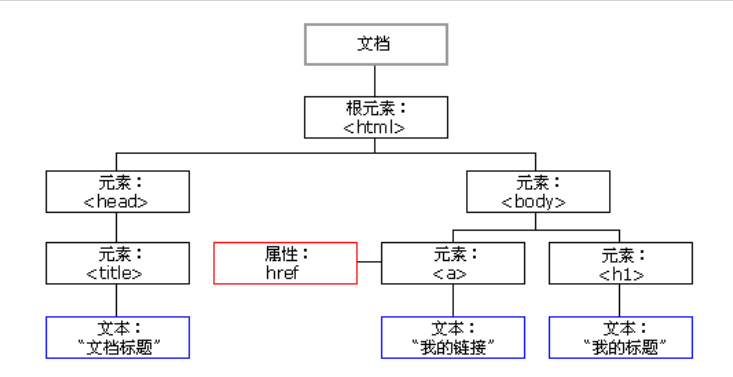 文档
根元素：
<html>
元素：
<head>
元素：
<body>
元素：
<title>
属性：
href
元素：
<a>
元素：
<h1>
文本：
“文档标题”
文本：
“我的链接”
文本：
“我的标题”